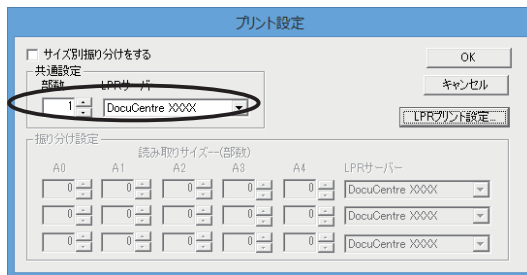 プリント設定
サイズ別振り分けをする
OK
共通設定
キャンセル
部数 LPRサーバー
1 DocuCentre XXXX
LPRプリント設定...
振り分け設定
読み取りサイズー(部数)
A0 A1 A2 A3 A4 LPRサーバー
0 0 0 0 0 DocuCentre XXXX
0 0 0 0 0 DocuCentre XXXX
0 0 0 0 0 DocuCentre XXXX